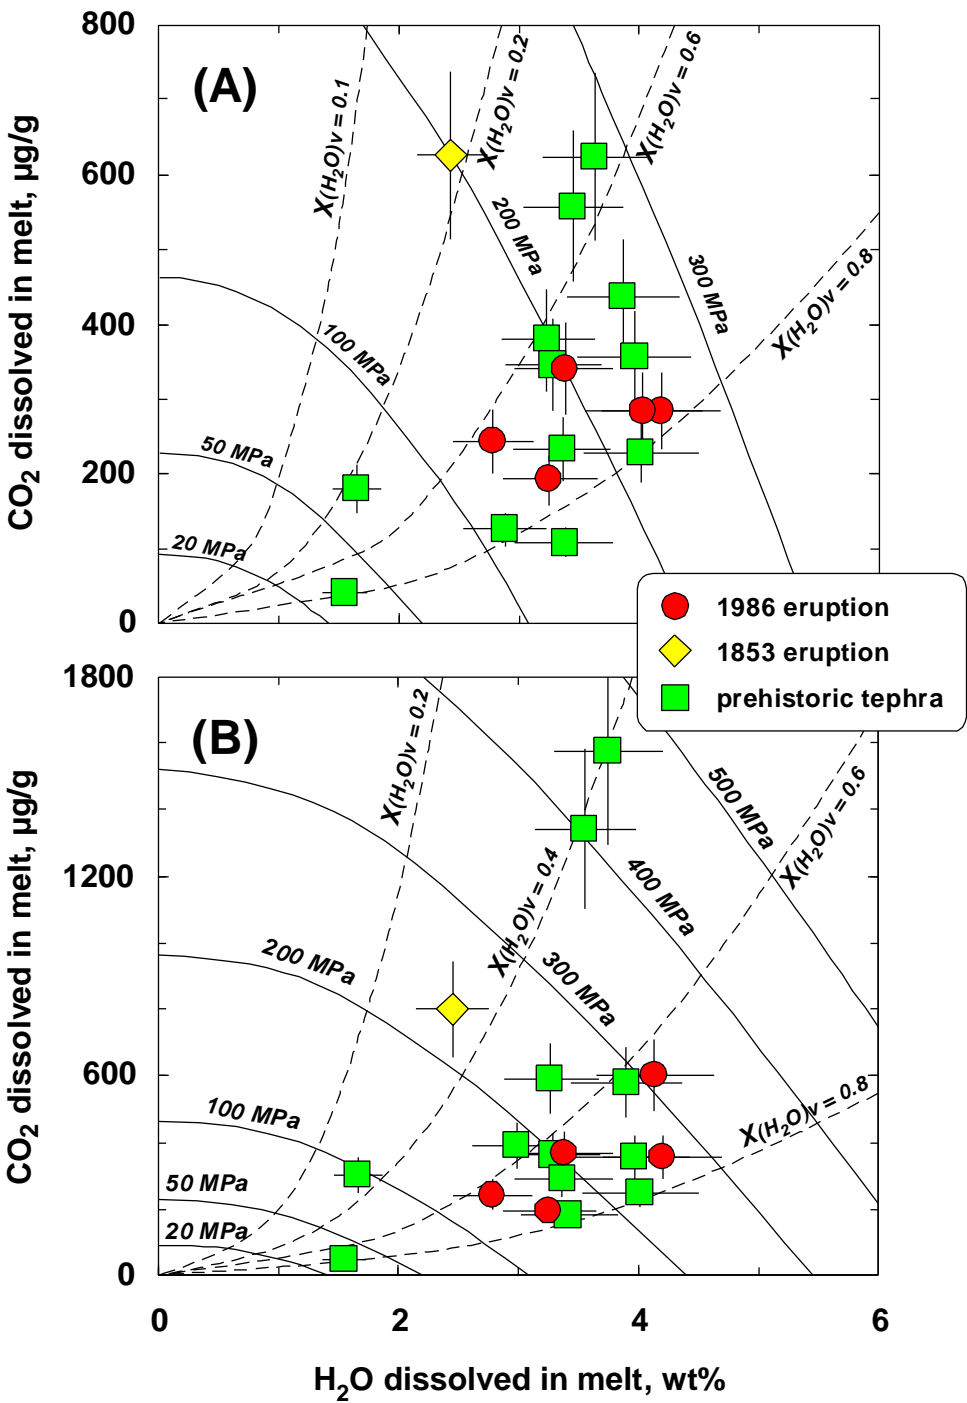 800
(A)
X(H2O)v = 0.1
X(H2O)v = 0.2
X(H2O)v = 0.6
600
200 MPa
300 MPa
X(H2O)v = 0.8
CO2 dissolved in melt, µg/g
400
100 MPa
50 MPa
200
20 MPa
0
1986 eruption
1853 eruption
prehistoric tephra
1800
(B)
X(H2O)v = 0.2
500 MPa
X(H2O)v = 0.6
1200
400 MPa
X(H2O)v = 0.4
CO2 dissolved in melt, µg/g
200 MPa
300 MPa
600
100 MPa
X(H2O)v = 0.8
50 MPa
20 MPa
0
0 2 4 6
H2O dissolved in melt, wt%